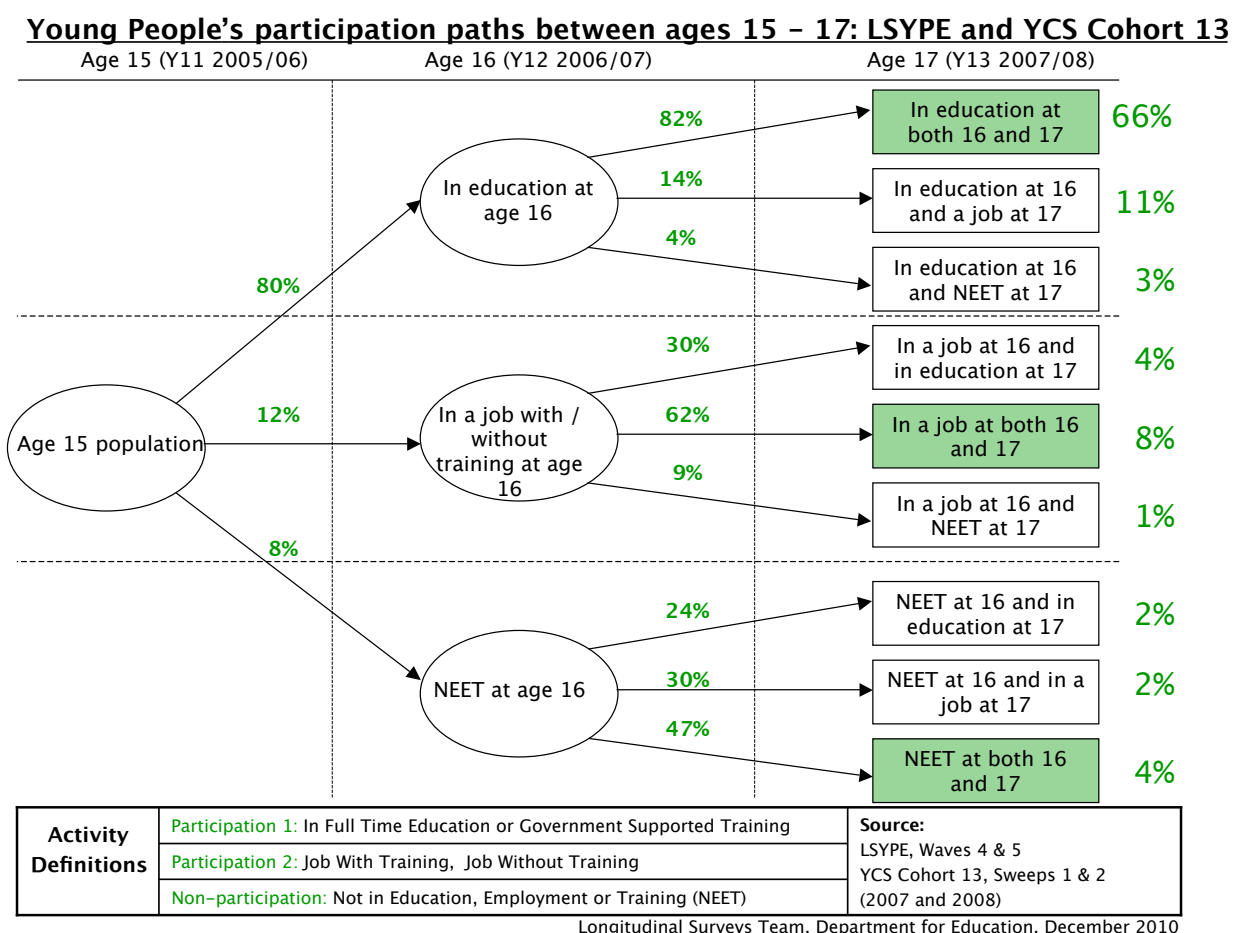 Young People's participation paths between ages 15 – 17: LSYPE and YCS Cohort 13
Age 15 (Y11 2005/06)
Age 16 (Y12 2006/07)
Age 17 (Y13 2007/08)
80%
12%
8%
Age 15 population
In education at
age 16
82%
14%
4%
In education at
both 16 and 17
66%
In education at 16
and a job at 17
11%
In education at 16
and NEET at 17
3%
In a job with /
without
training at age
16
30%
62%
9%
In a job at 16 and
in education at 17
4%
In a job at both 16
and 17
8%
In a job at 16 and
NEET at 17
1%
NEET at age 16
24%
30%
47%
NEET at 16 and in
education at 17
2%
NEET at 16 and in a
job at 17
2%
NEET at both 16
and 17
4%
Activity
Definitions
Participation 1: In Full Time Education or Government Supported Training
Participation 2: Job With Training, Job Without Training
Non-participation: Not in Education, Employment or Training (NEET)
Source:
LSYPE, Waves 4 & 5
YCS Cohort 13, Sweeps 1 & 2
(2007 and 2008)
Longitudinal Surveys Team, Department for Education, December 2010